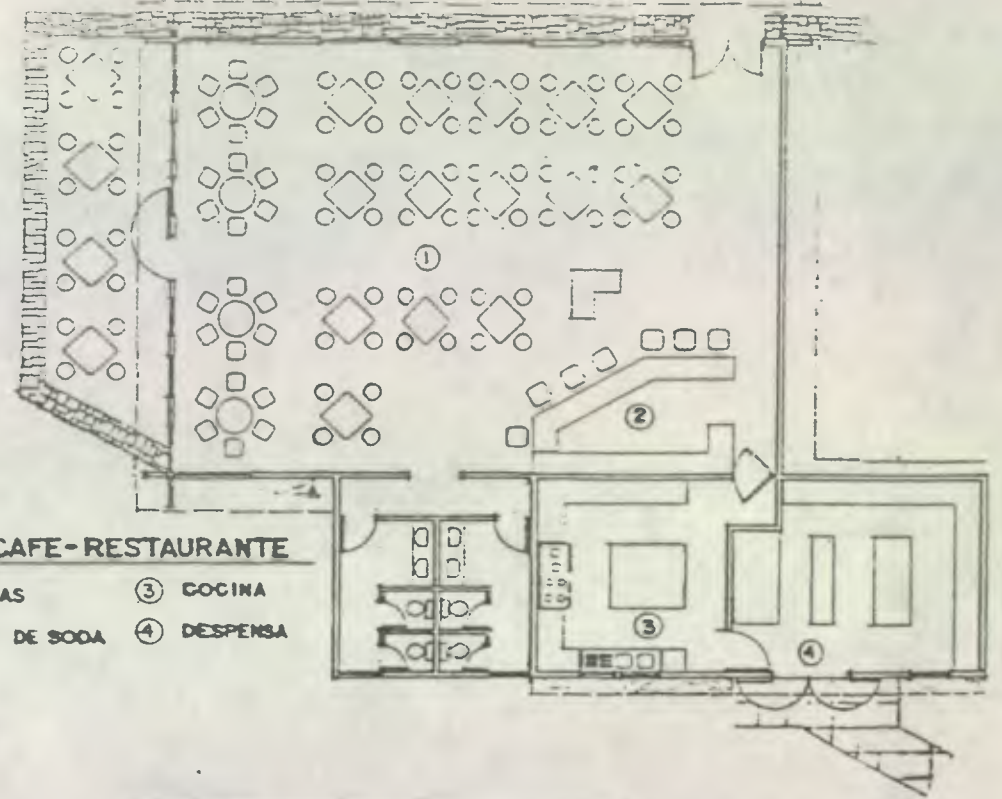 ①
②
③
④
CAFE-RESTAURANTE
AS ③ COCINA
DE SODA ④ DESPENSA